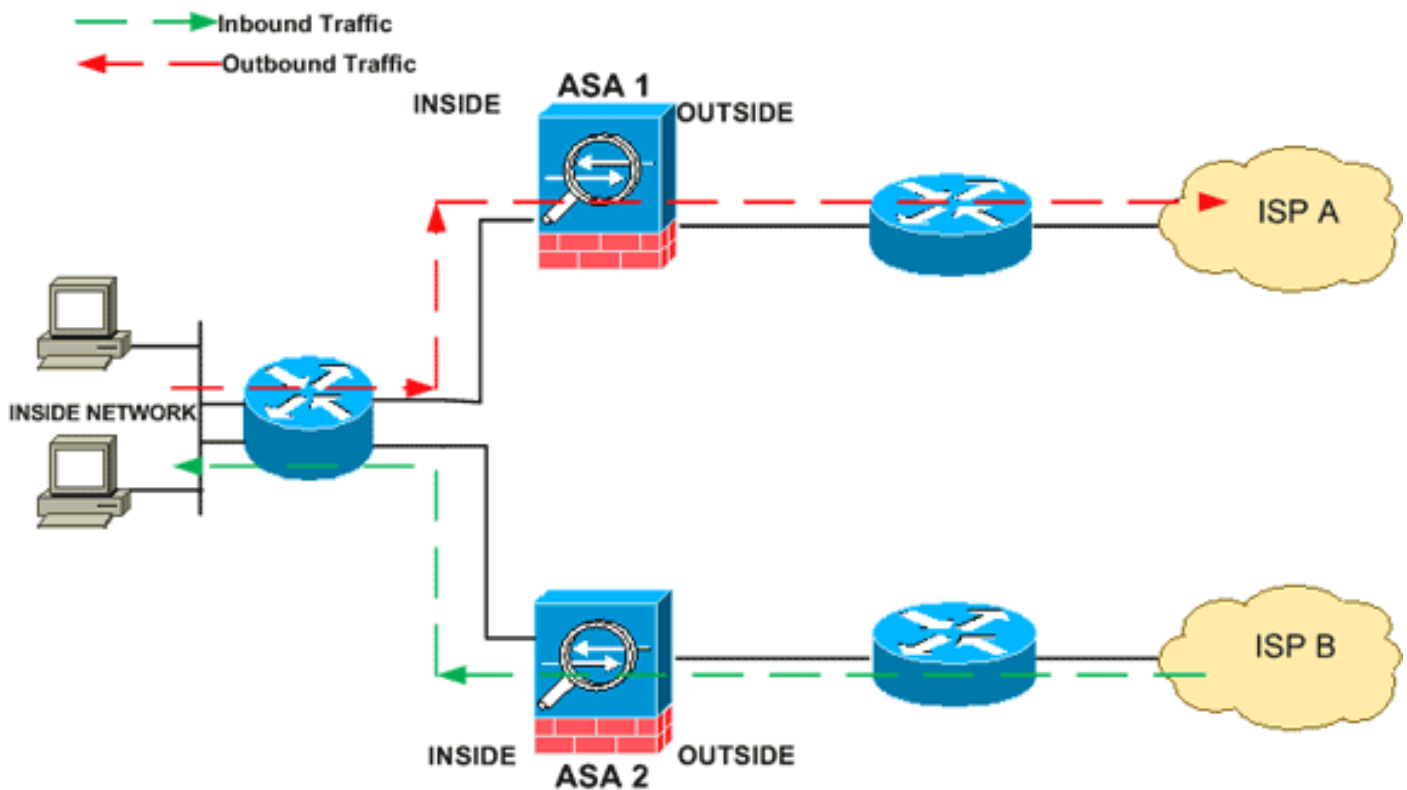 Inbound Traffic
Outbound Traffic
ASA 1
INSIDE
OUTSIDE
ISP A
INSIDE NETWORK
ISP B
INSIDE
OUTSIDE
ASA 2